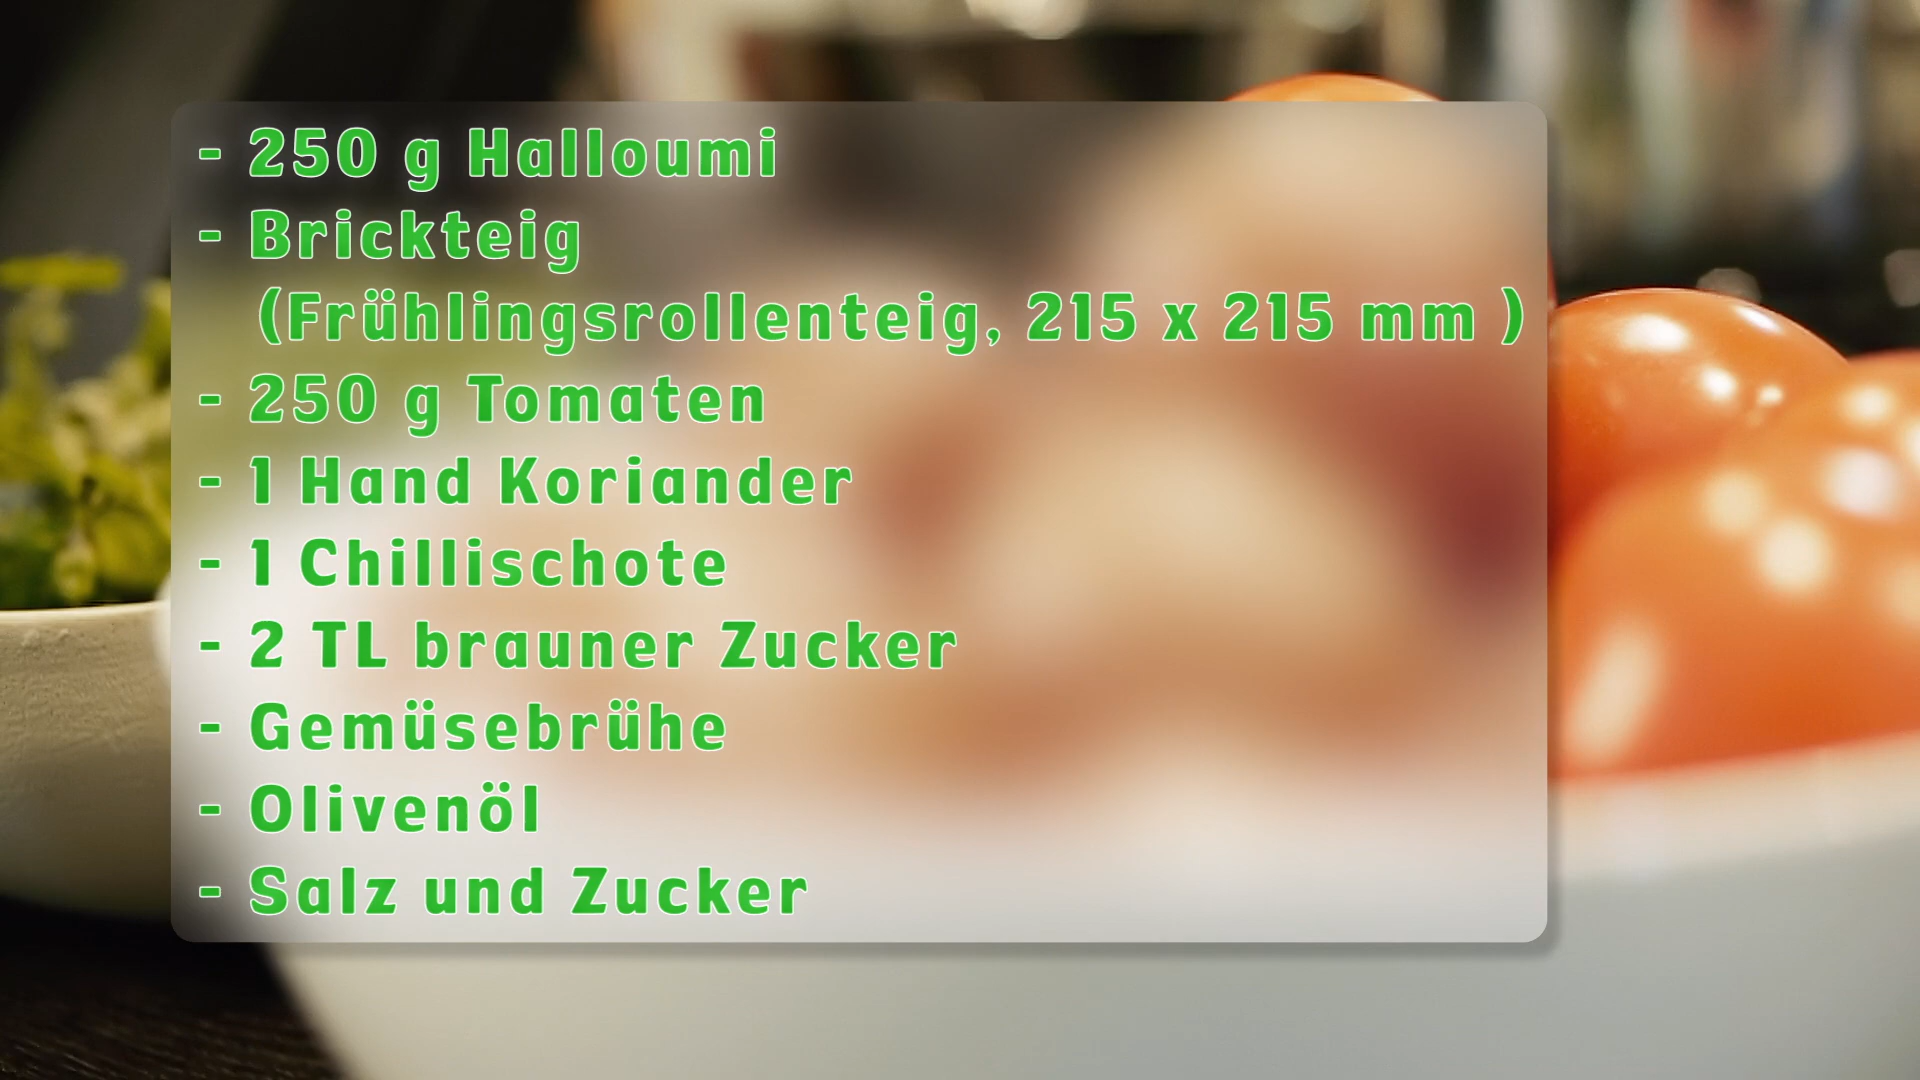 - 250 g Halloumi
- Brickteig
(Frühlingsrollenteig, 215 x 215 mm )
- 250 g Tomaten
- 1 Hand Koriander
- 1 Chillischote
- 2 TL brauner Zucker
- Gemüsebrühe
- Olivenöl
- Salz und Zucker